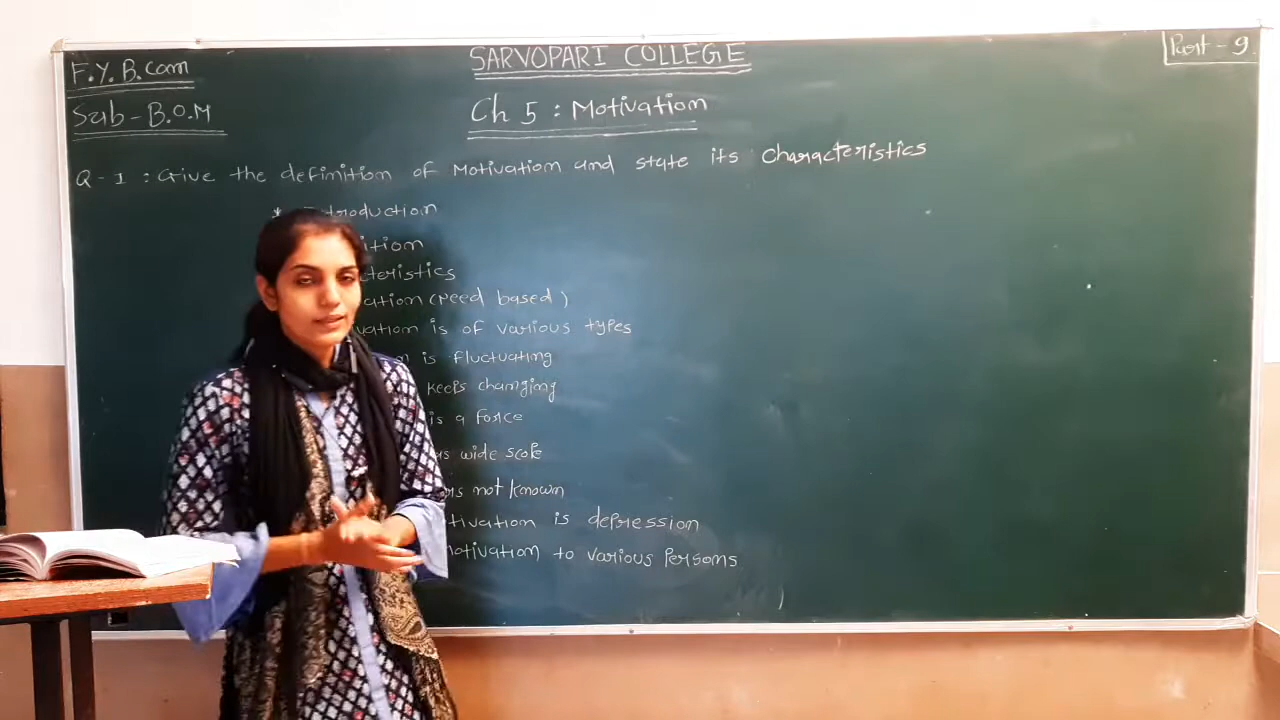 F.Y. B.Com
SARVOPARI COLLEGE
Part - 9
Sub - B.O.M
Ch 5 : Motivation
Q - 1 : Give the definition of Motivation and state its characteristics
* Introduction
ition
cteristics
ation (need based)
vation is of various types
n is fluctuating
keeps changing
is a force
wide scope
not known
tivation is depression
motivation to various persons